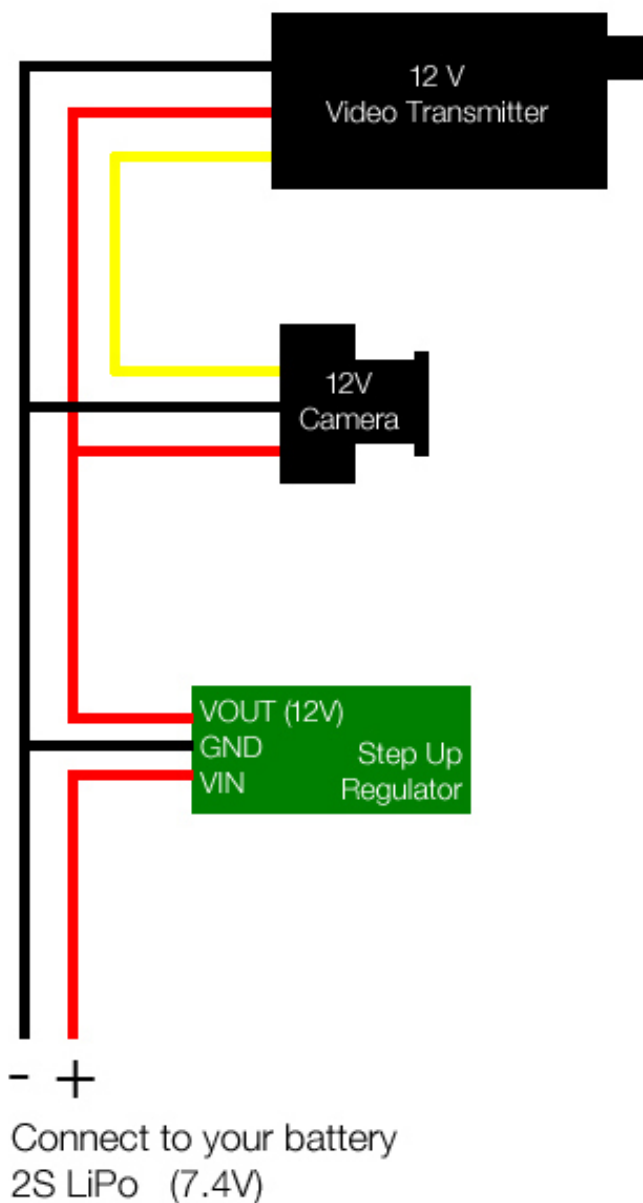 12 V
Video Transmitter
12V
Camera
VOUT (12V)
GND
VIN
Step Up
Regulator
- +
Connect to your battery
2S LiPo (7.4V)